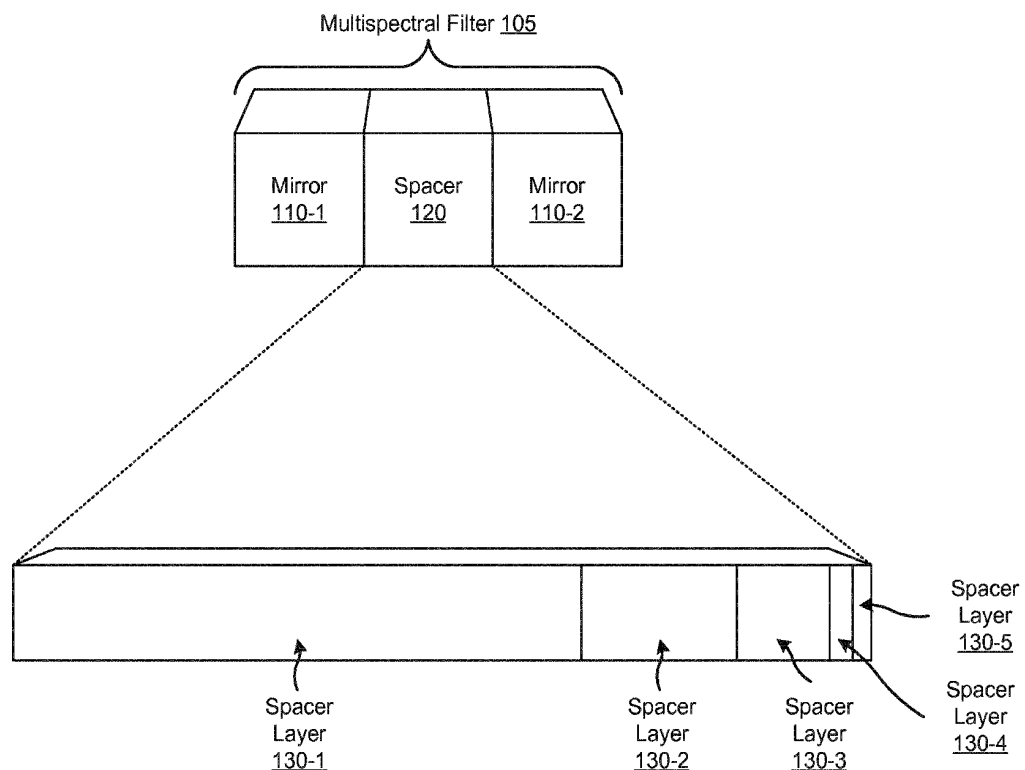 Multispectral Filter 105
Mirror
110-1
Spacer
120
Mirror
110-2
Spacer
Layer
130-5
Spacer
Layer
130-4
Spacer
Layer
130-1
Spacer
Layer
130-2
Spacer
Layer
130-3